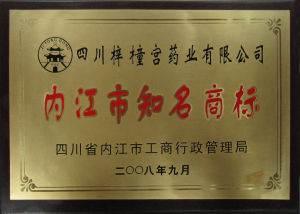 四川梓橦宫药业有限公司
内江市知名商标
四川省内江市工商行政管理局
二〇〇八年九月